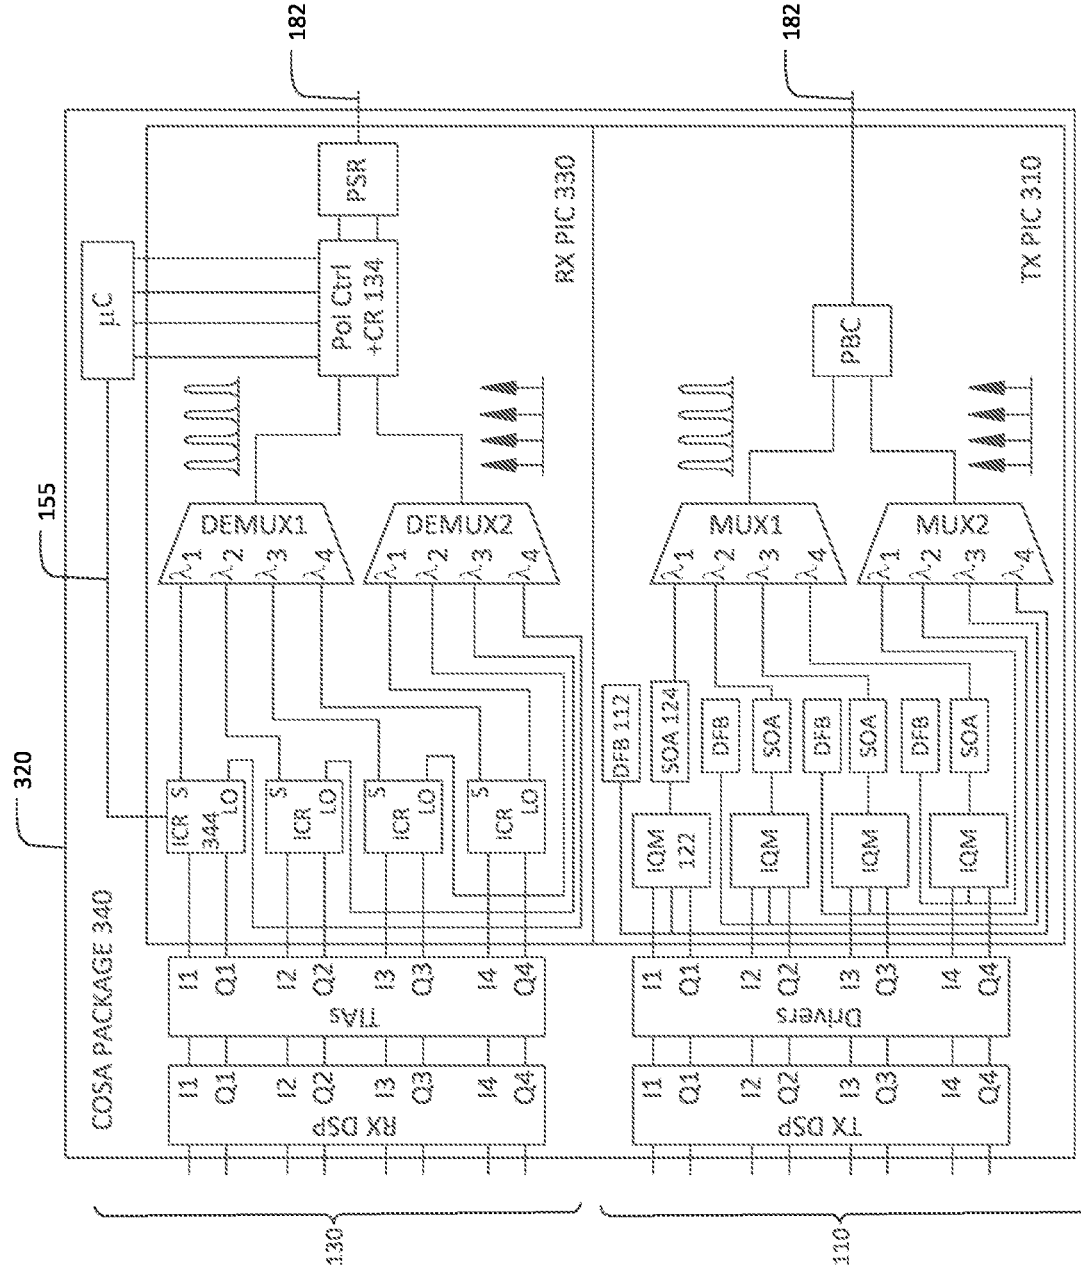 320
155
182
182
COSA PACKAGE 340
μC
RX DSP
I1
Q1
I2
Q2
I3
Q3
I4
Q4
TIAs
I1
Q1
I2
Q2
I3
Q3
I4
Q4
ICR
344
S
LO
ICR
S
LO
ICR
S
LO
ICR
S
LO
DEMUX1
λ1
λ2
λ3
λ4
DEMUX2
λ1
λ2
λ3
λ4
Pol Ctrl
+CR 134
PSR
RX PIC 330
TX DSP
I1
Q1
I2
Q2
I3
Q3
I4
Q4
Drivers
I1
Q1
I2
Q2
I3
Q3
I4
Q4
IQM
122
IQM
IQM
IQM
DFB 112
SOA 124
DFB
SOA
DFB
SOA
DFB
SOA
MUX1
λ1
λ2
λ3
λ4
MUX2
λ1
λ2
λ3
λ4
PBC
TX PIC 310
130
110